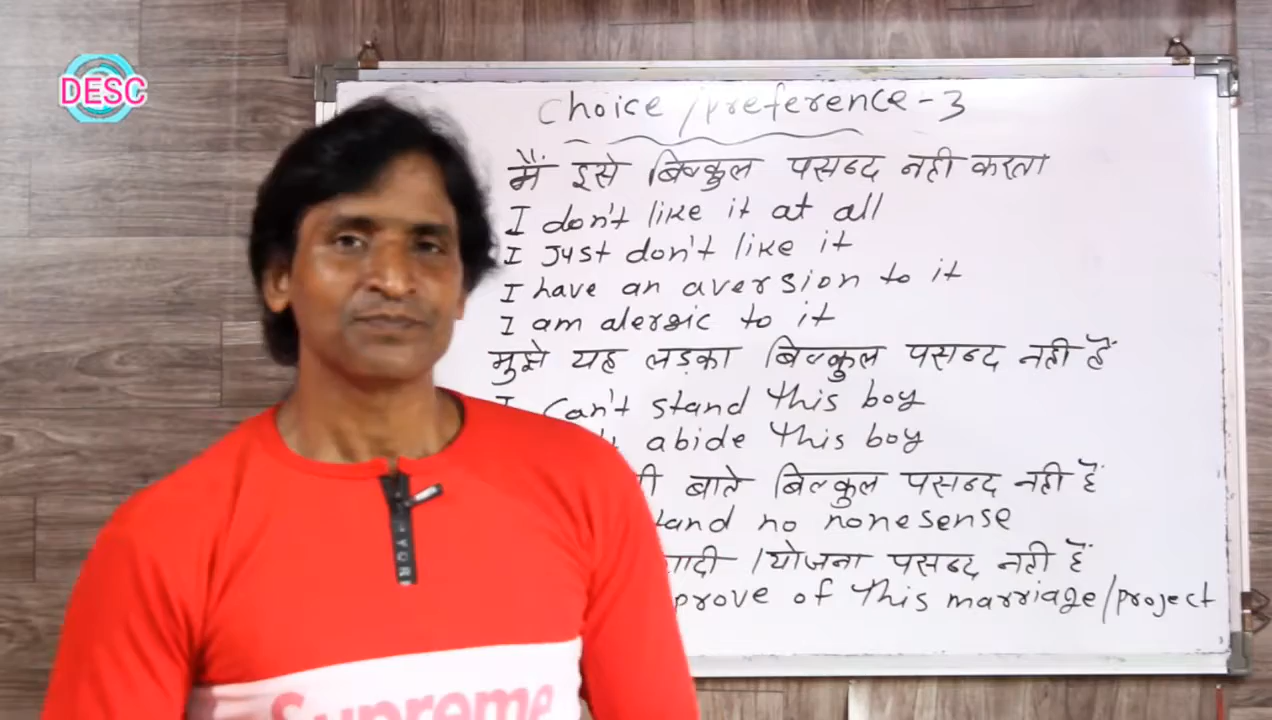 DESC
Choice/preference-3
मैं इसे बिल्कुल पसन्द नही करता
I don't like it at all
I Just don't like it
I have an aversion to it
I am alergic to it
मुझे यह लड़का बिल्कुल पसन्द नही हैं
I can't stand this boy
abide this boy
बाते बिल्कुल पसन्द नही हैं
tand no nonesense
ादी /योजना पसन्द नही हैं
prove of this marriage/project
Supreme